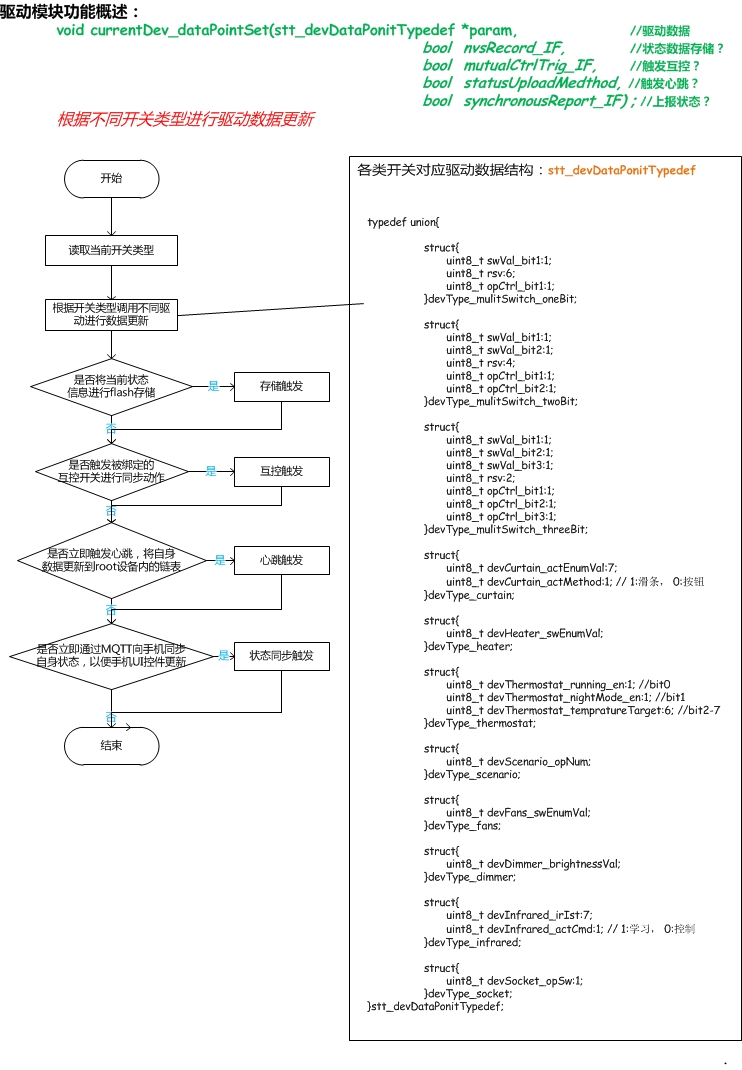 驱动模块功能概述：
void currentDev_dataPointSet(stt_devDataPonitTypedef *param, //驱动数据
bool nvsRecord_IF, //状态数据存储？
bool mutualCtrlTrig_IF, //触发互控？
bool statusUploadMedthod, //触发心跳？
bool synchronousReport_IF) ; //上报状态？
根据不同开关类型进行驱动数据更新
开始
读取当前开关类型
根据开关类型调用不同驱
动进行数据更新
是否将当前状态
信息进行flash存储
是
存储触发
否
是否触发被绑定的
互控开关进行同步动作
是
互控触发
否
是否立即触发心跳，将自身
数据更新到root设备内的链表
是
心跳触发
否
是否立即通过MQTT向手机同步
自身状态，以便手机UI控件更新
是
状态同步触发
否
结束
各类开关对应驱动数据结构：stt_devDataPonitTypedef
typedef union{
struct{
uint8_t swVal_bit1:1;
uint8_t rsv:6;
uint8_t opCtrl_bit1:1;
}devType_mulitSwitch_oneBit;
struct{
uint8_t swVal_bit1:1;
uint8_t swVal_bit2:1;
uint8_t rsv:4;
uint8_t opCtrl_bit1:1;
uint8_t opCtrl_bit2:1;
}devType_mulitSwitch_twoBit;
struct{
uint8_t swVal_bit1:1;
uint8_t swVal_bit2:1;
uint8_t swVal_bit3:1;
uint8_t rsv:2;
uint8_t opCtrl_bit1:1;
uint8_t opCtrl_bit2:1;
uint8_t opCtrl_bit3:1;
}devType_mulitSwitch_threeBit;
struct{
uint8_t devCurtain_actEnumVal:7;
uint8_t devCurtain_actMethod:1; // 1:滑条， 0:按钮
}devType_curtain;
struct{
uint8_t devHeater_swEnumVal;
}devType_heater;
struct{
uint8_t devThermostat_running_en:1; //bit0
uint8_t devThermostat_nightMode_en:1; //bit1
uint8_t devThermostat_tempratureTarget:6; //bit2-7
}devType_thermostat;
struct{
uint8_t devScenario_opNum;
}devType_scenario;
struct{
uint8_t devFans_swEnumVal;
}devType_fans;
struct{
uint8_t devDimmer_brightnessVal;
}devType_dimmer;
struct{
uint8_t devInfrared_irIst:7;
uint8_t devInfrared_actCmd:1; // 1:学习， 0:控制
}devType_infrared;
struct{
uint8_t devSocket_opSw:1;
}devType_socket;
}stt_devDataPonitTypedef;